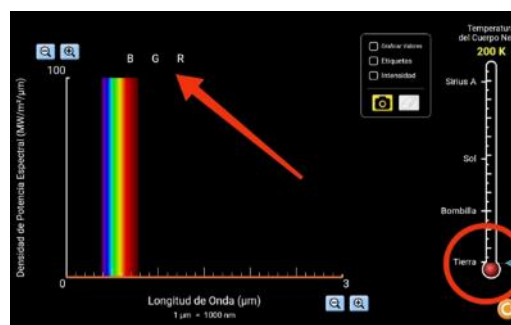 Temperatura
del Cuerpo Ne
200 K
B G R
100
Graficar Valores
Etiquetas
Intensidad
Sirius A
Sol
Bombilla
Tierra
Densidad de Potencia Espectral (MW/m²/μm)
0
3
Longitud de Onda (μm)
1 μm = 1000 nm